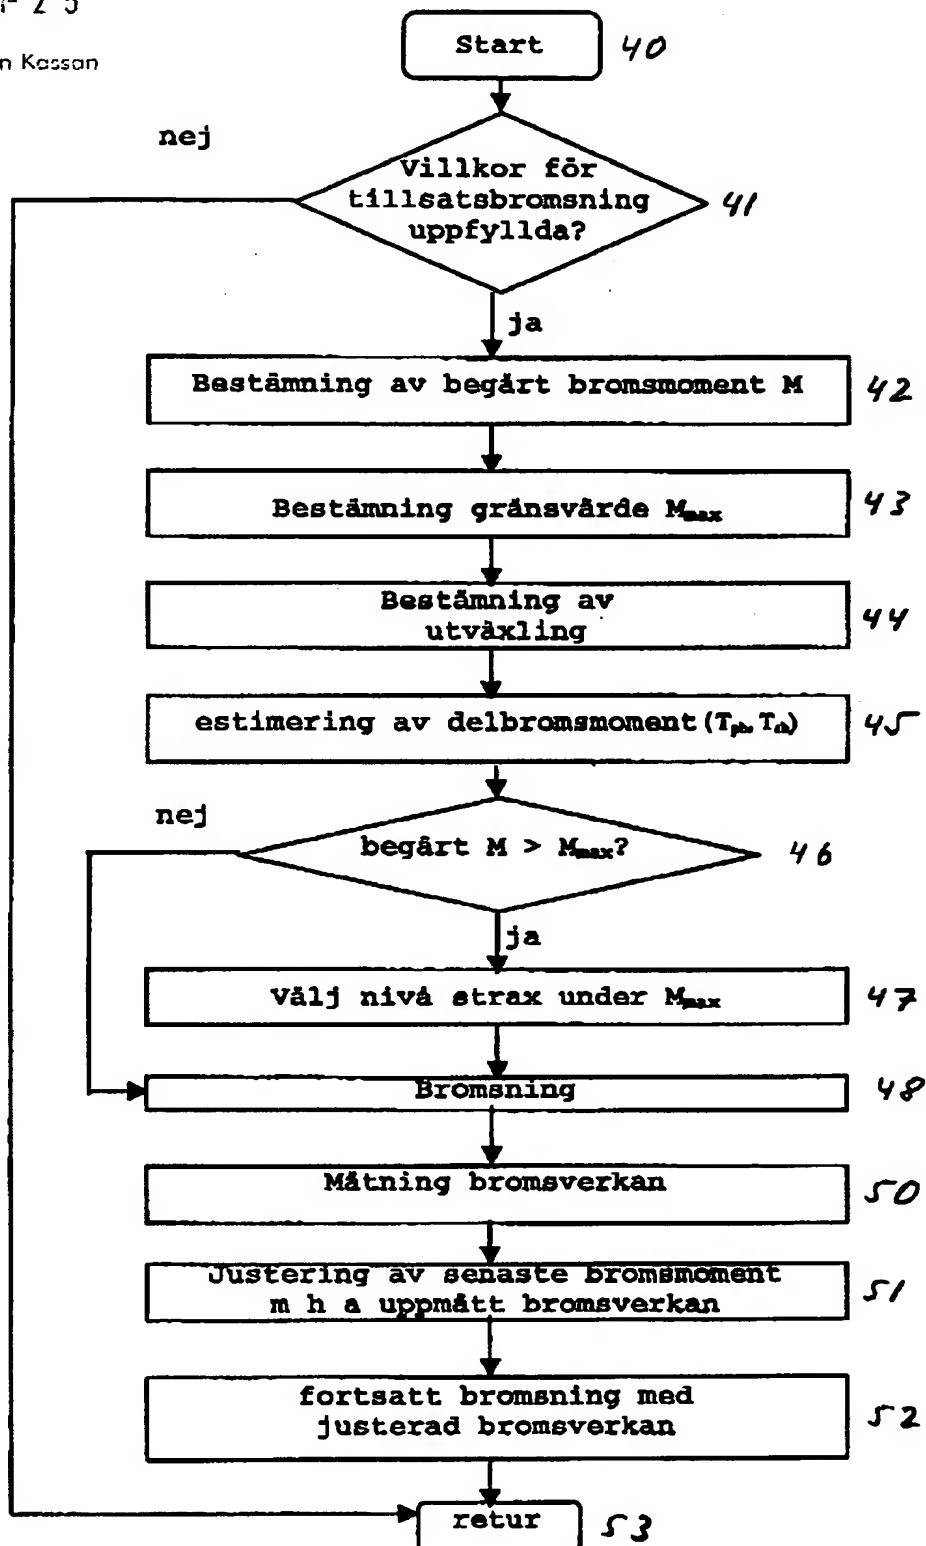 2 5
n Kassan
Start 40
nej
Villkor för
tillsatsbromsning
uppfyllda?
41
ja
Bestämning av begärt bromsmoment M 42
Bestämning gränsvärde Mmax 43
Bestämning av
utväxling
44
estimering av delbromsmoment (T 45
nej
begärt M > Mmax? 46
ja
Välj nivå strax under Mmax 47
Bromsning 48
Mätning bromsverkan 50
Justering av senaste bromsmoment
m h a uppmätt bromsverkan
51
fortsatt bromsning med
justerad bromsverkan
52
retur 53